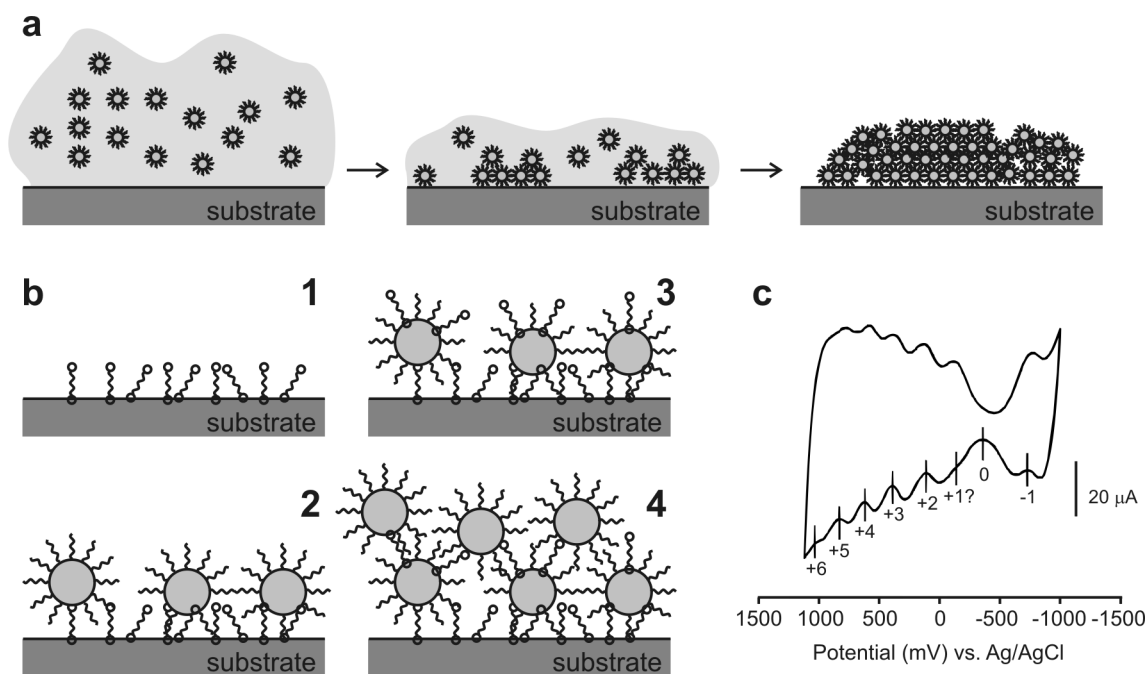 a
substrate
substrate
substrate
b
1
substrate
3
substrate
2
substrate
4
substrate
c
+6
+5
+4
+3
+2
+1?
0
-1
20 μA
1500 1000 500 0 -500 -1000 -1500
Potential (mV) vs. Ag/AgCl